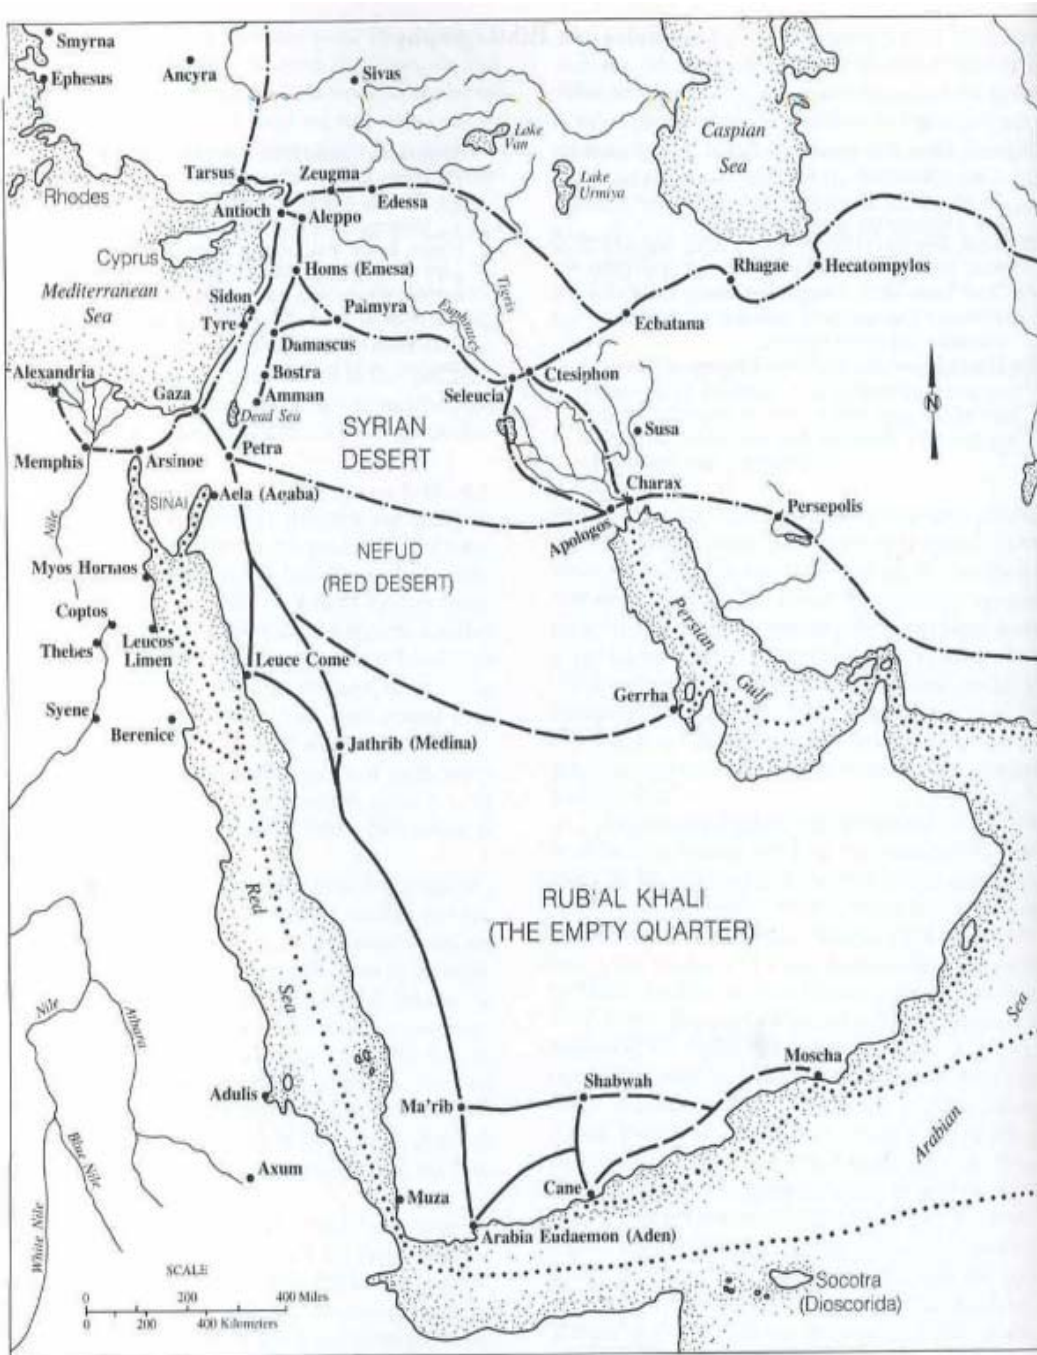 Smyrna
Ephesus
Ancyra
Sivas
Lake
Van
Lake
Urmiya
Caspian
Sea
Tarsus
Zeugma
Edessa
Rhodes
Antioch
Aleppo
Cyprus
Homs (Emesa)
Rhagae
Hecatompylos
Mediterranean
Sea
Sidon
Tyre
Palmyra
Euphrates
Tigris
Ecbatana
Damascus
Alexandria
Bostra
Ctesiphon
Gaza
Amman
Seleucia
Dead Sea
N
SYRIAN
DESERT
Susa
Memphis
Arsinoe
Petra
SINAI
Aela (Aqaba)
Charax
Apologos
Persepolis
Nile
NEFUD
(RED DESERT)
Myos Hormos
Coptos
Thebes
Leucos
Limen
Leuce Come
Persian
Gulf
Gerrha
Syene
Berenice
Jathrib (Medina)
Red
Sea
RUB'AL KHALI
(THE EMPTY QUARTER)
Nile
Atbara
Sea
Arabian
Moscha
Shabwah
Adulis
Ma'rib
Blue Nile
White Nile
Axum
Muza
Cane
Arabia Eudaemon (Aden)
SCALE
0 200 400 Miles
0 200 400 Kilometers
Socotra
(Dioscorida)